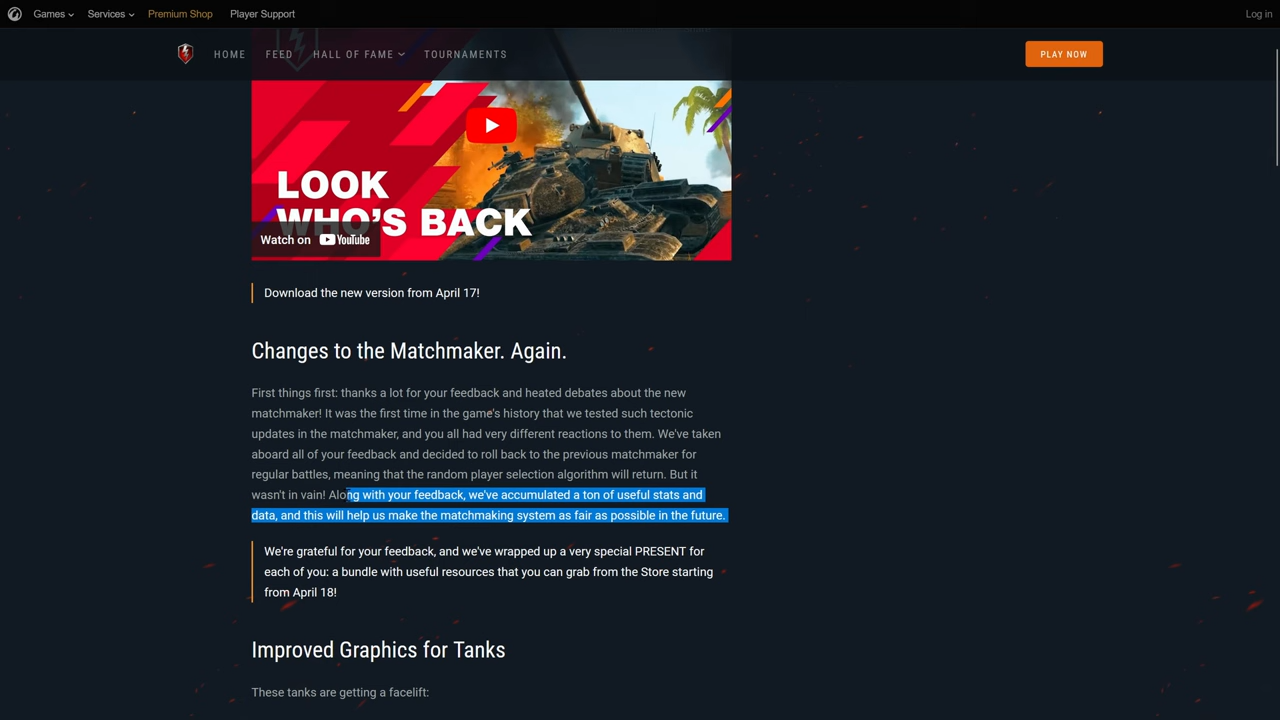 Games
Services
Premium Shop
Player Support
Log in
HOME
FEED
HALL OF FAME
TOURNAMENTS
PLAY NOW
LOOK
WHO'S BACK
Watch on YouTube
Download the new version from April 17!
Changes to the Matchmaker. Again.
First things first: thanks a lot for your feedback and heated debates about the new
matchmaker! It was the first time in the game's history that we tested such tectonic
updates in the matchmaker, and you all had very different reactions to them. We've taken
aboard all of your feedback and decided to roll back to the previous matchmaker for
regular battles, meaning that the random player selection algorithm will return. But it
wasn't in vain! Along with your feedback, we've accumulated a ton of useful stats and
data, and this will help us make the matchmaking system as fair as possible in the future.
We're grateful for your feedback, and we've wrapped up a very special PRESENT for
each of you: a bundle with useful resources that you can grab from the Store starting
from April 18!
Improved Graphics for Tanks
These tanks are getting a facelift: